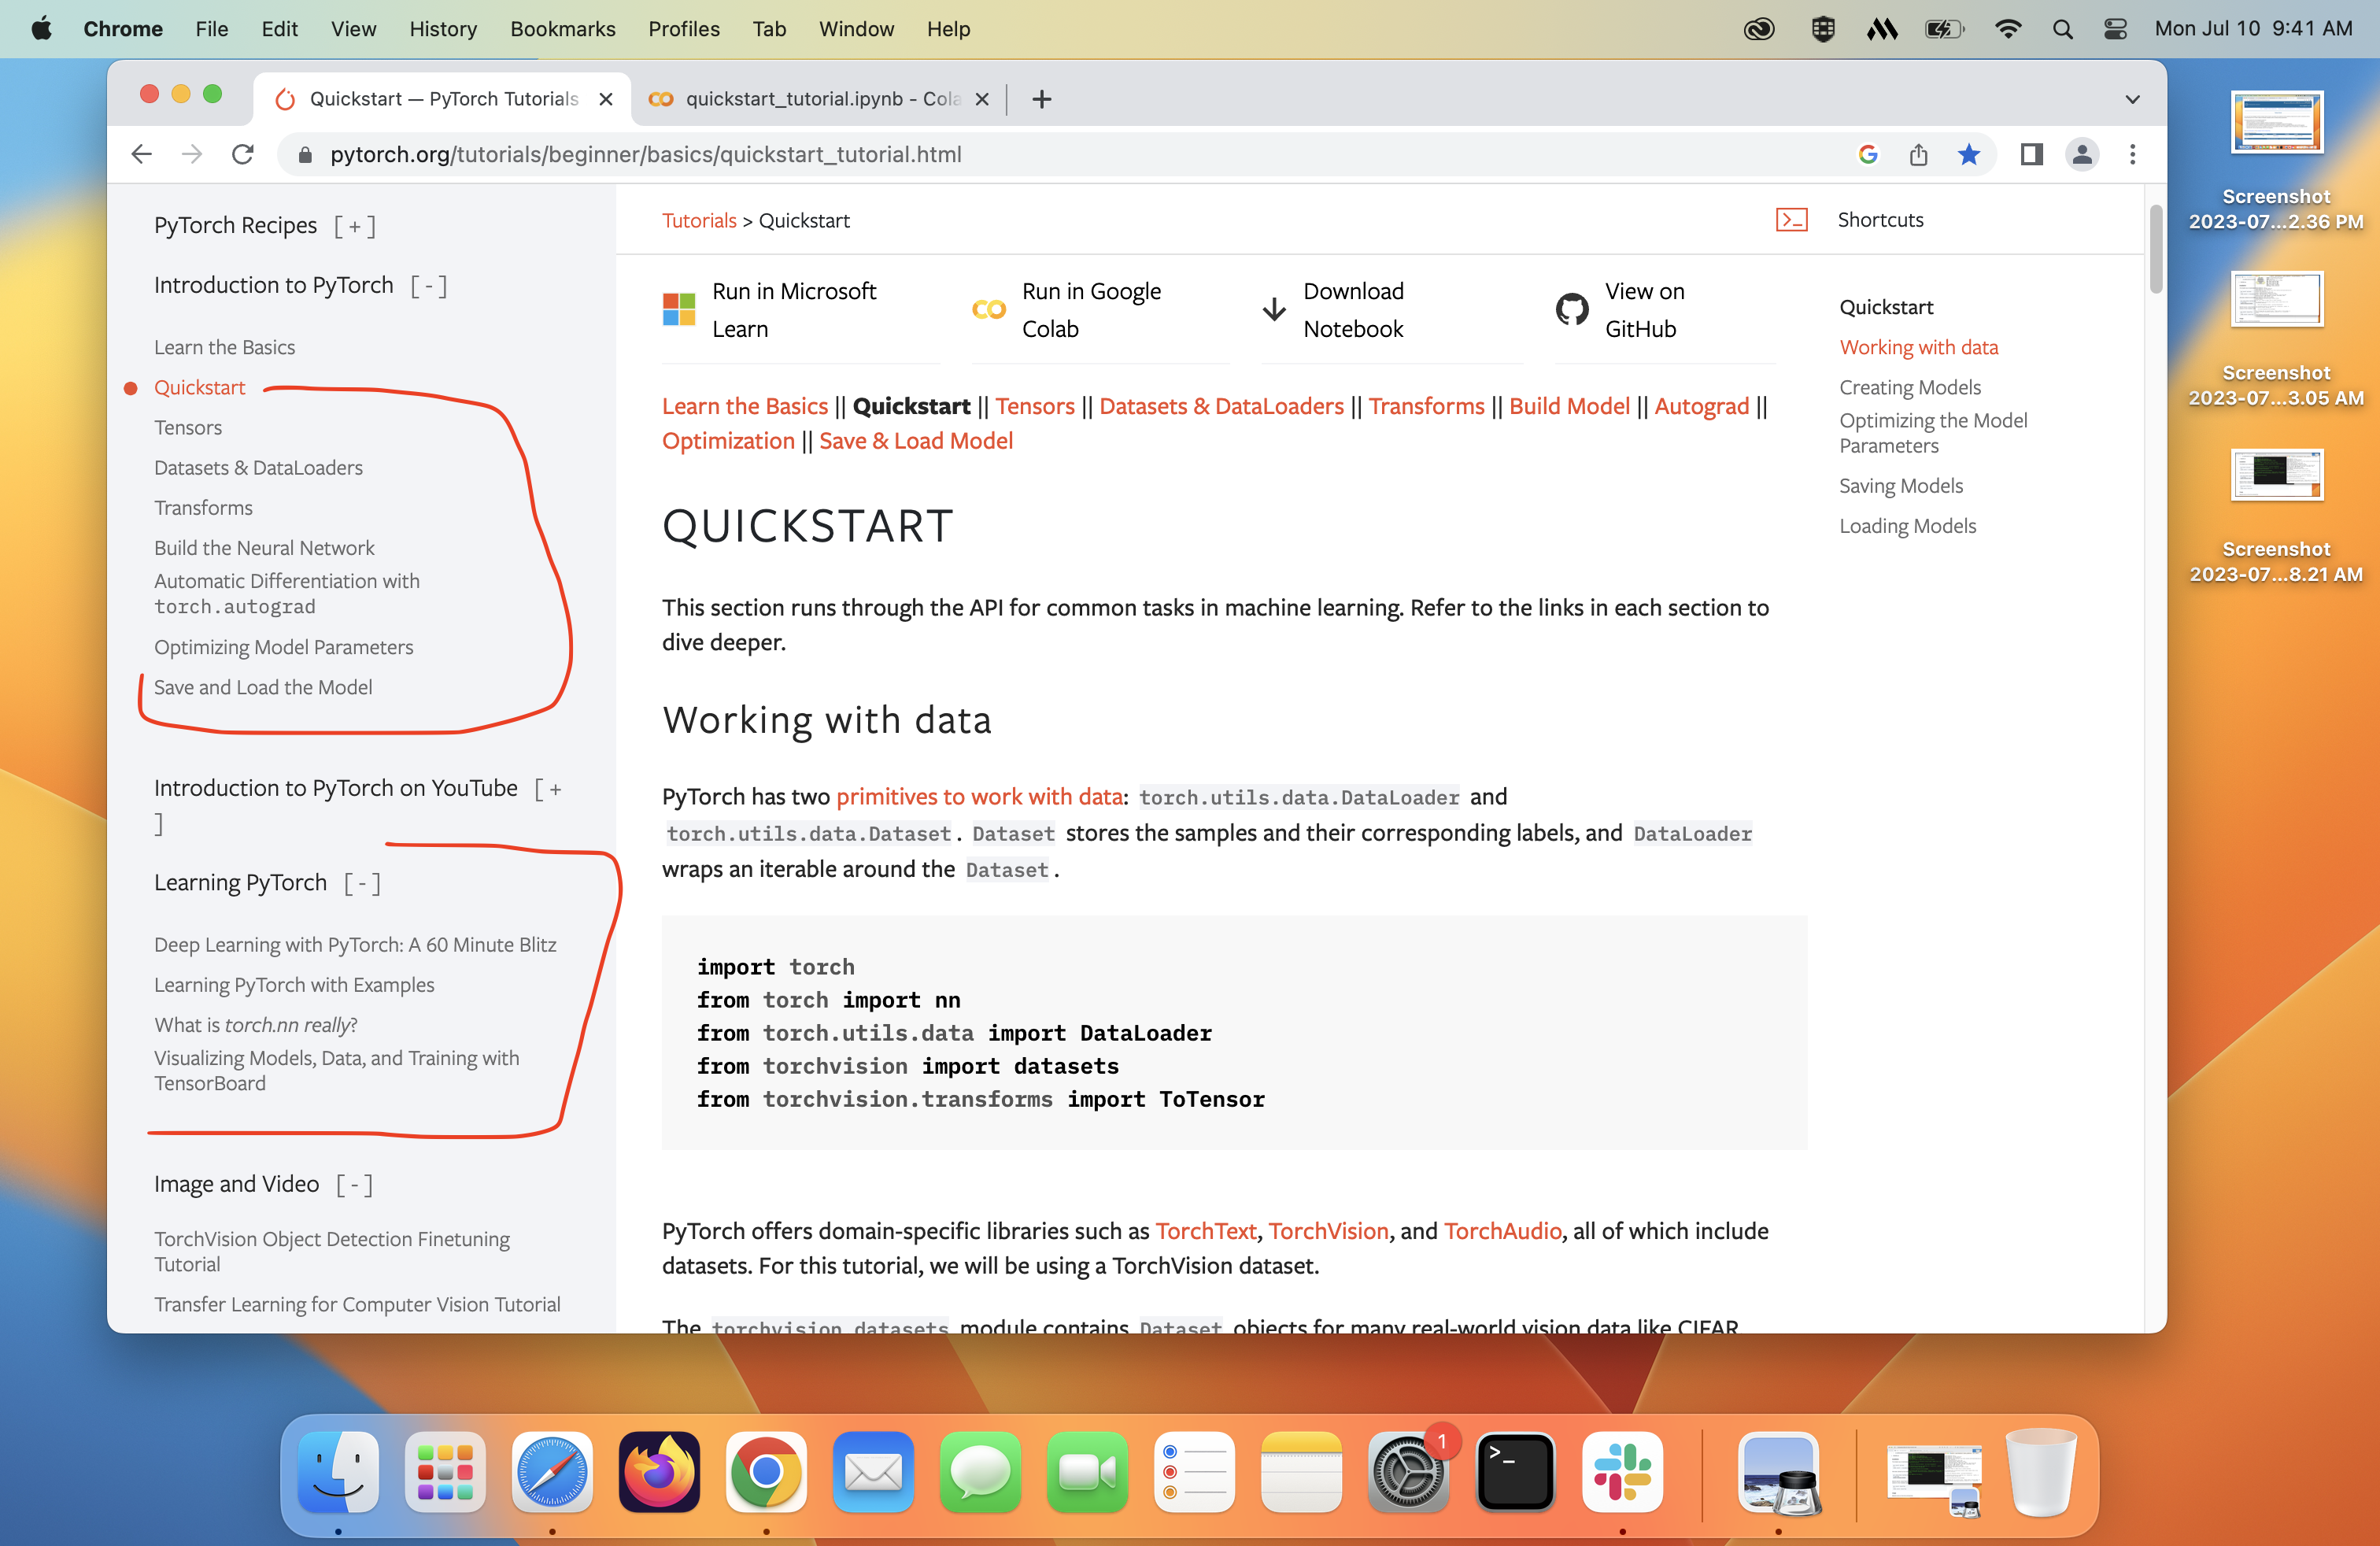 Chrome File Edit View History Bookmarks Profiles Tab Window Help Mon Jul 10 9:41 AM
Quickstart — PyTorch Tutorials
quickstart_tutorial.ipynb - Cola
pytorch.org/tutorials/beginner/basics/quickstart_tutorial.html
PyTorch Recipes [ + ]
Introduction to PyTorch [ - ]
Learn the Basics
Quickstart
Tensors
Datasets & DataLoaders
Transforms
Build the Neural Network
Automatic Differentiation with
torch.autograd
Optimizing Model Parameters
Save and Load the Model
Introduction to PyTorch on YouTube [ +
]
Learning PyTorch [ - ]
Deep Learning with PyTorch: A 60 Minute Blitz
Learning PyTorch with Examples
What is torch.nn really?
Visualizing Models, Data, and Training with
TensorBoard
Image and Video [ - ]
TorchVision Object Detection Finetuning
Tutorial
Transfer Learning for Computer Vision Tutorial
Tutorials > Quickstart
Shortcuts
Run in Microsoft
Learn
Run in Google
Colab
Download
Notebook
View on
GitHub
Learn the Basics || Quickstart || Tensors || Datasets & DataLoaders || Transforms || Build Model || Autograd ||
Optimization || Save & Load Model
QUICKSTART
This section runs through the API for common tasks in machine learning. Refer to the links in each section to
dive deeper.
Working with data
PyTorch has two primitives to work with data: torch.utils.data.DataLoader and
torch.utils.data.Dataset. Dataset stores the samples and their corresponding labels, and DataLoader
wraps an iterable around the Dataset.
import torch
from torch import nn
from torch.utils.data import DataLoader
from torchvision import datasets
from torchvision.transforms import ToTensor
PyTorch offers domain-specific libraries such as TorchText, TorchVision, and TorchAudio, all of which include
datasets. For this tutorial, we will be using a TorchVision dataset.
The torchvision.datasets module contains Dataset objects for many real-world vision data like CIFAR,
Quickstart
Working with data
Creating Models
Optimizing the Model
Parameters
Saving Models
Loading Models
Screenshot
2023-07...2.36 PM
Screenshot
2023-07...3.05 AM
Screenshot
2023-07...8.21 AM
1